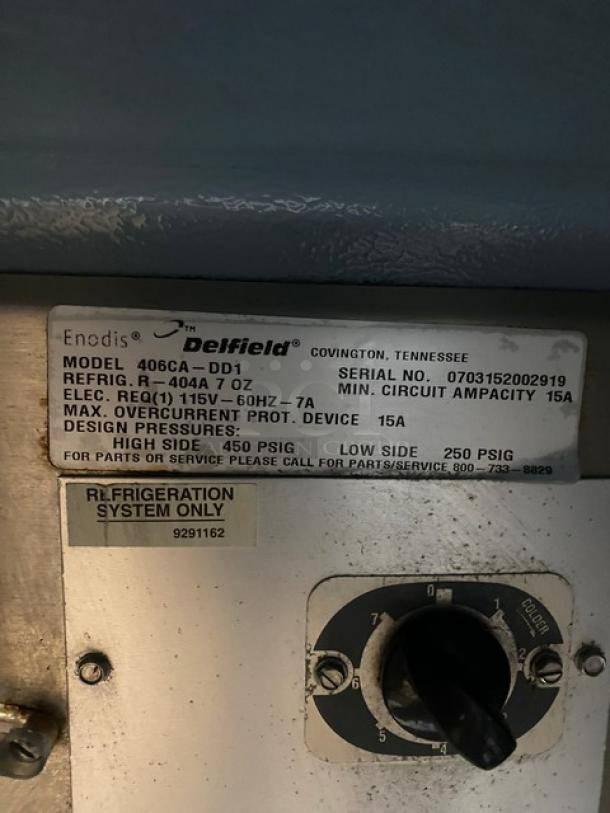 Enodis® ™ Delfield® COVINGTON, TENNESSEE
MODEL 406CA-DD1 SERIAL NO. 0703152002919
REFRIG. R-404A 7 OZ MIN. CIRCUIT AMPACITY 15A
ELEC. REQ(1) 115V-60HZ-7A
MAX. OVERCURRENT PROT. DEVICE 15A
DESIGN PRESSURES:
HIGH SIDE 450 PSIG LOW SIDE 250 PSIG
FOR PARTS OR SERVICE PLEASE CALL FOR PARTS/SERVICE 800-733-8829
REFRIGERATION
SYSTEM ONLY
9291162
0
7 1 COLDER
6 2
5 4